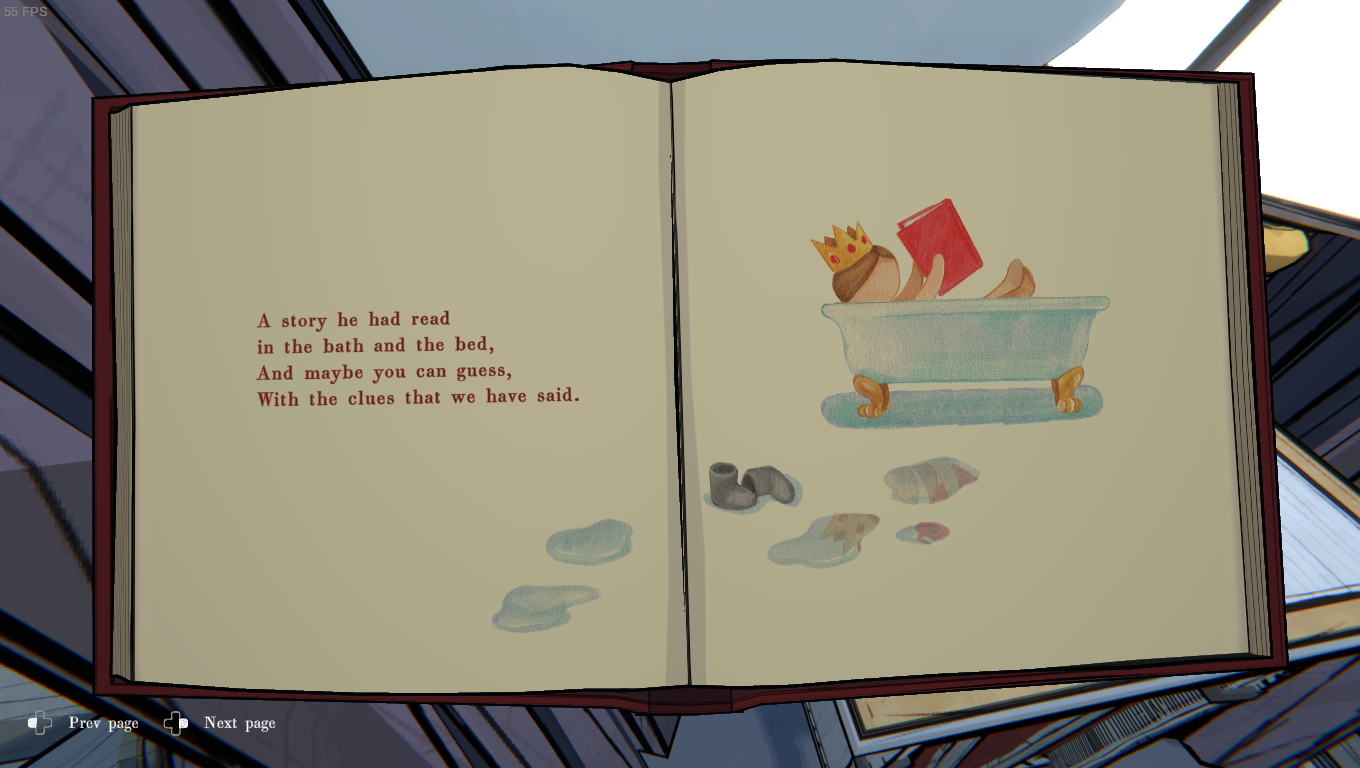 55 FPS
A story he had read
in the bath and the bed,
And maybe you can guess,
With the clues that we have said.
Prev page
Next page